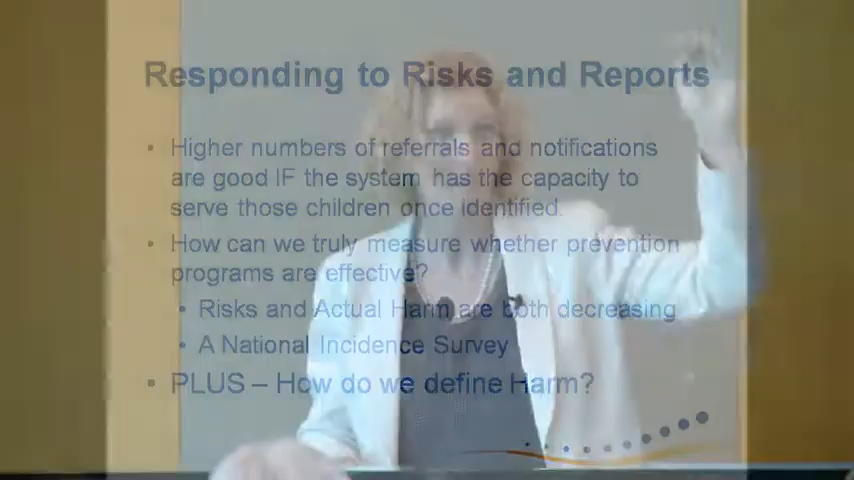 Responding to Risks and Reports
• Higher numbers of referrals and notifications
are good IF the system has the capacity to
serve those children once identified.
• How can we truly measure whether prevention
programs are effective?
• Risks and Actual Harm are both decreasing
• A National Incidence Survey
• PLUS – How do we define Harm?